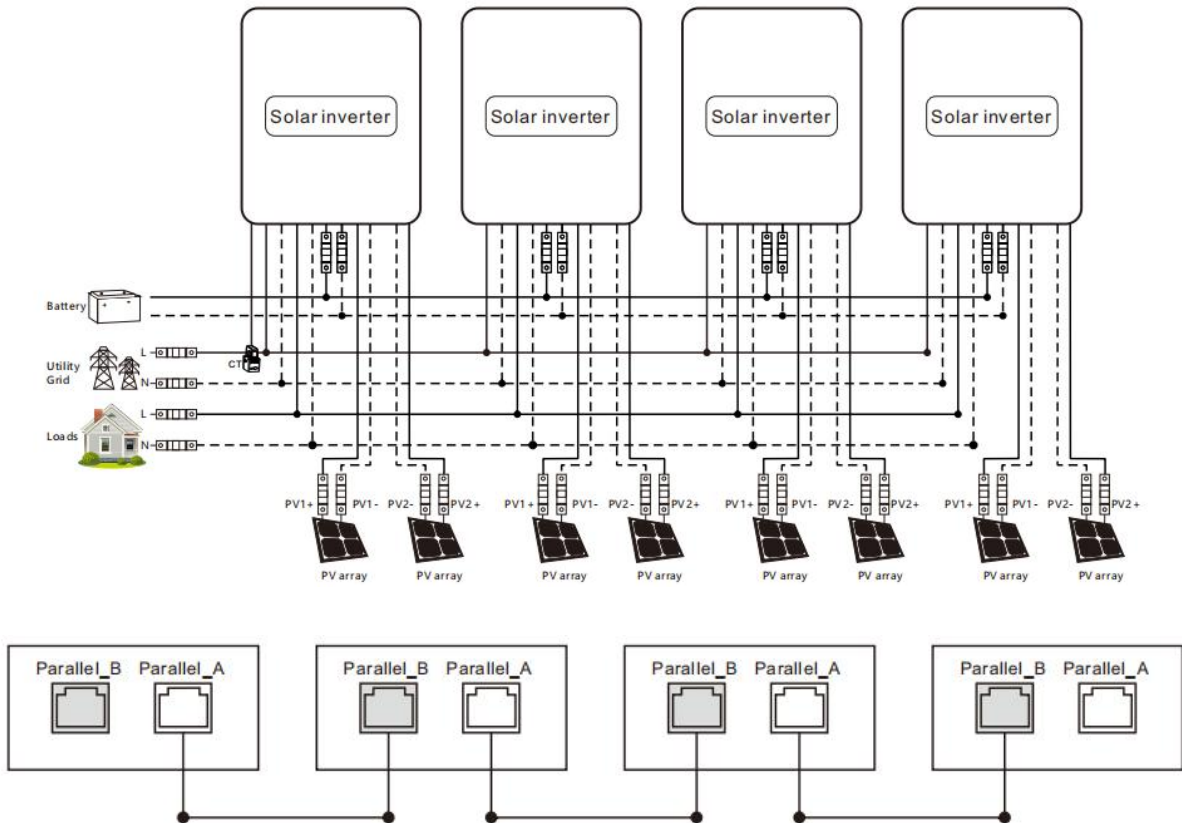 Solar inverter
Solar inverter
Solar inverter
Solar inverter
Battery
Utility
Grid
L
N
CT
Loads
L
N
PV1+
PV1-
PV2-
PV2+
PV1+
PV1-
PV2-
PV2+
PV1+
PV1-
PV2-
PV2+
PV1+
PV1-
PV2-
PV2+
PV array
PV array
PV array
PV array
PV array
PV array
PV array
PV array
Parallel_B
Parallel_A
Parallel_B
Parallel_A
Parallel_B
Parallel_A
Parallel_B
Parallel_A